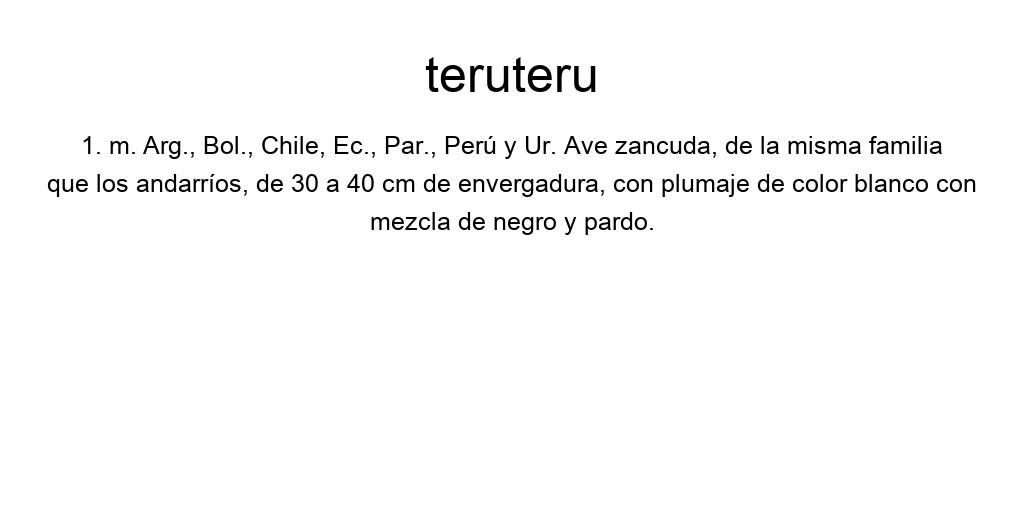 teruteru
1. m. Arg., Bol., Chile, Ec., Par., Perú y Ur. Ave zancuda, de la misma familia
que los andarríos, de 30 a 40 cm de envergadura, con plumaje de color blanco con
mezcla de negro y pardo.